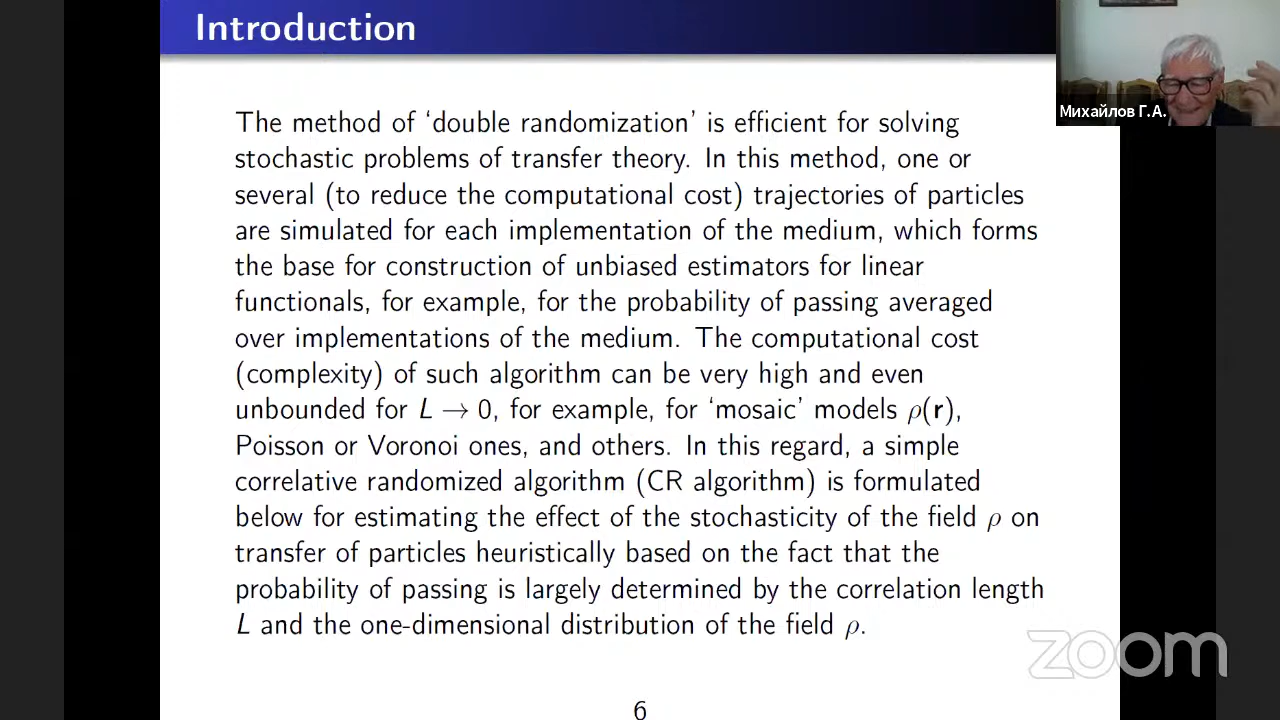 Introduction
Михайлов Г.А.
The method of ‘double randomization’ is efficient for solving
stochastic problems of transfer theory. In this method, one or
several (to reduce the computational cost) trajectories of particles
are simulated for each implementation of the medium, which forms
the base for construction of unbiased estimators for linear
functionals, for example, for the probability of passing averaged
over implementations of the medium. The computational cost
(complexity) of such algorithm can be very high and even
unbounded for L → 0, for example, for ‘mosaic’ models ρ(r),
Poisson or Voronoi ones, and others. In this regard, a simple
correlative randomized algorithm (CR algorithm) is formulated
below for estimating the effect of the stochasticity of the field ρ on
transfer of particles heuristically based on the fact that the
probability of passing is largely determined by the correlation length
L and the one-dimensional distribution of the field ρ.
zoom
6